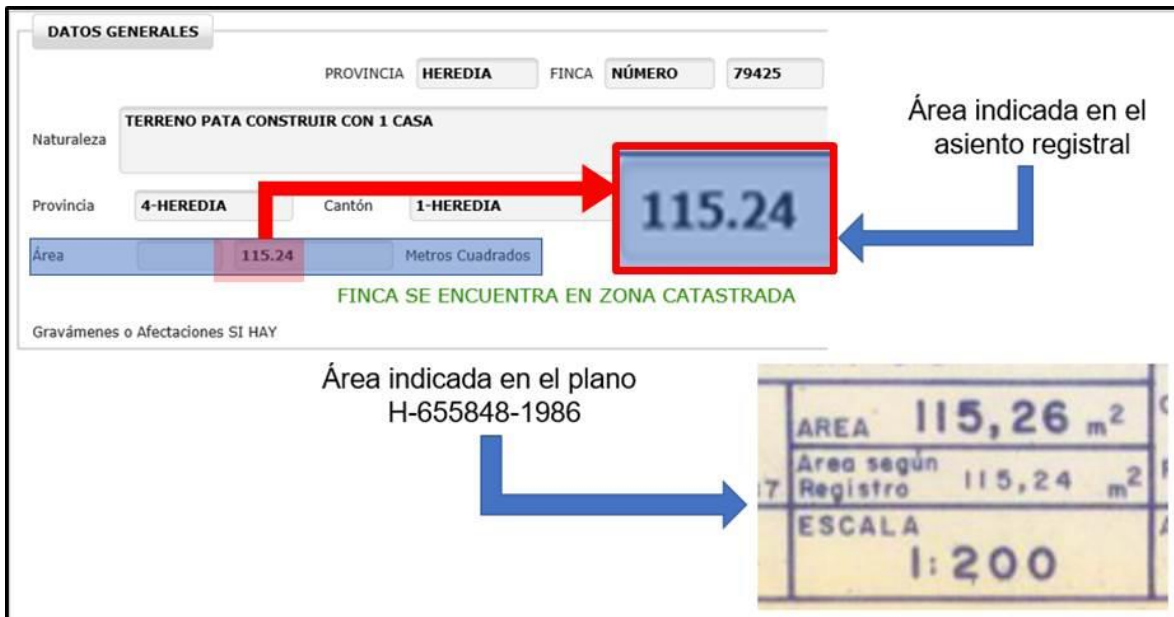 DATOS GENERALES
PROVINCIA HEREDIA FINCA NÚMERO 79425
Naturaleza TERRENO PATA CONSTRUIR CON 1 CASA
Provincia 4-HEREDIA Cantón 1-HEREDIA
Área 115.24 Metros Cuadrados
115.24
FINCA SE ENCUENTRA EN ZONA CATASTRADA
Gravámenes o Afectaciones SI HAY
Área indicada en el
asiento registral
Área indicada en el plano
H-655848-1986
AREA 115,26 m²
Area según
Registro 115,24 m²
7
ESCALA
1:200